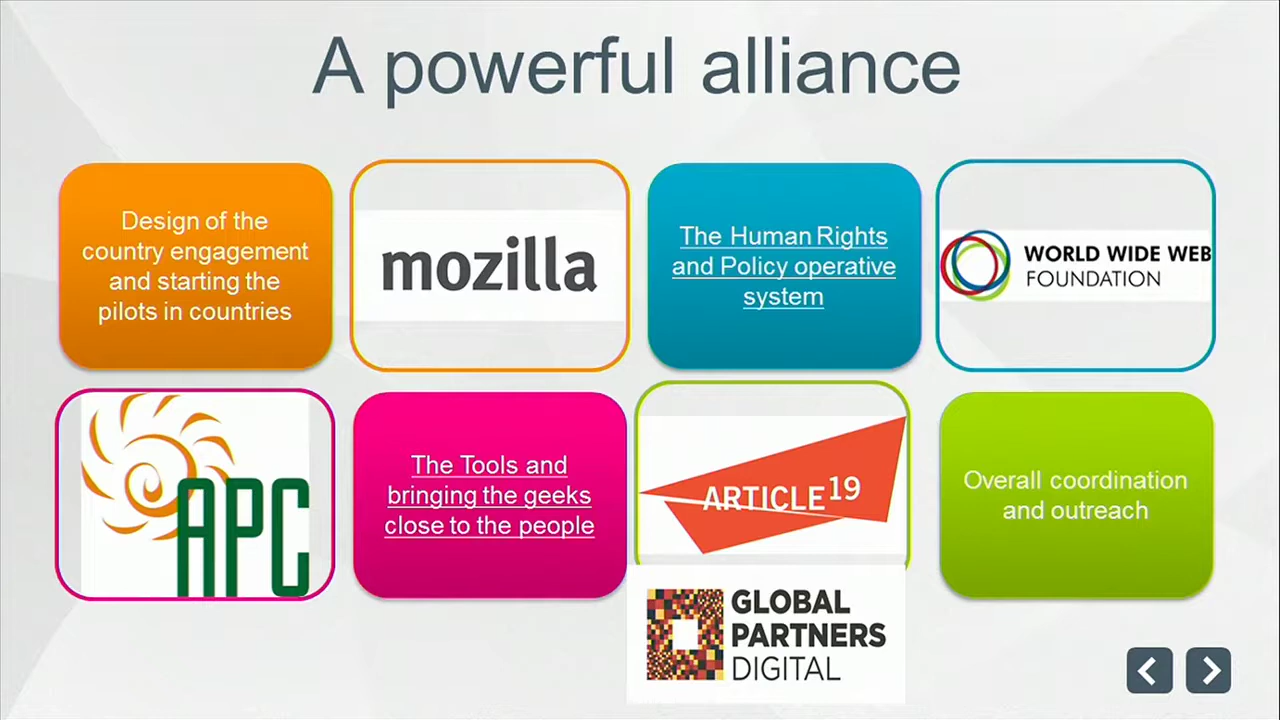 A powerful alliance
Design of the
country engagement
and starting the
pilots in countries
mozilla
The Human Rights
and Policy operative
system
WORLD WIDE WEB
FOUNDATION
APC
The Tools and
bringing the geeks
close to the people
ARTICLE 19
Overall coordination
and outreach
GLOBAL
PARTNERS
DIGITAL